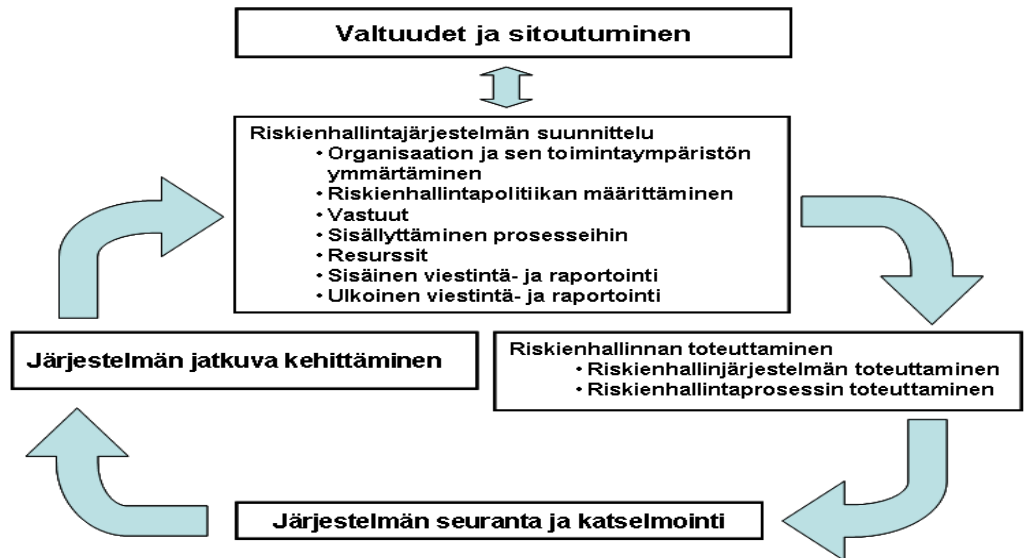 Valtuudet ja sitoutuminen
Riskienhallintajärjestelmän suunnittelu
• Organisaation ja sen toimintaympäristön
ymmärtäminen
• Riskienhallintapolitiikan määrittäminen
• Vastuut
• Sisällyttäminen prosesseihin
• Resurssit
• Sisäinen viestintä- ja raportointi
• Ulkoinen viestintä- ja raportointi
Riskienhallinnan toteuttaminen
• Riskienhallinjärjestelmän toteuttaminen
• Riskienhallintaprosessin toteuttaminen
Järjestelmän seuranta ja katselmointi
Järjestelmän jatkuva kehittäminen